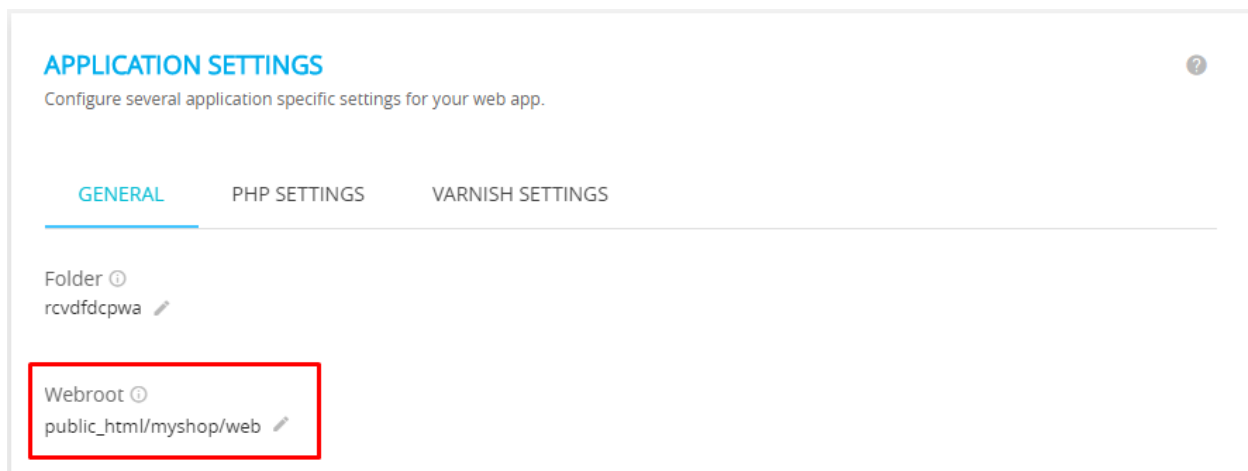 APPLICATION SETTINGS
Configure several application specific settings for your web app.
GENERAL PHP SETTINGS VARNISH SETTINGS
Folder
rcvdfdcpwa
Webroot
public_html/myshop/web